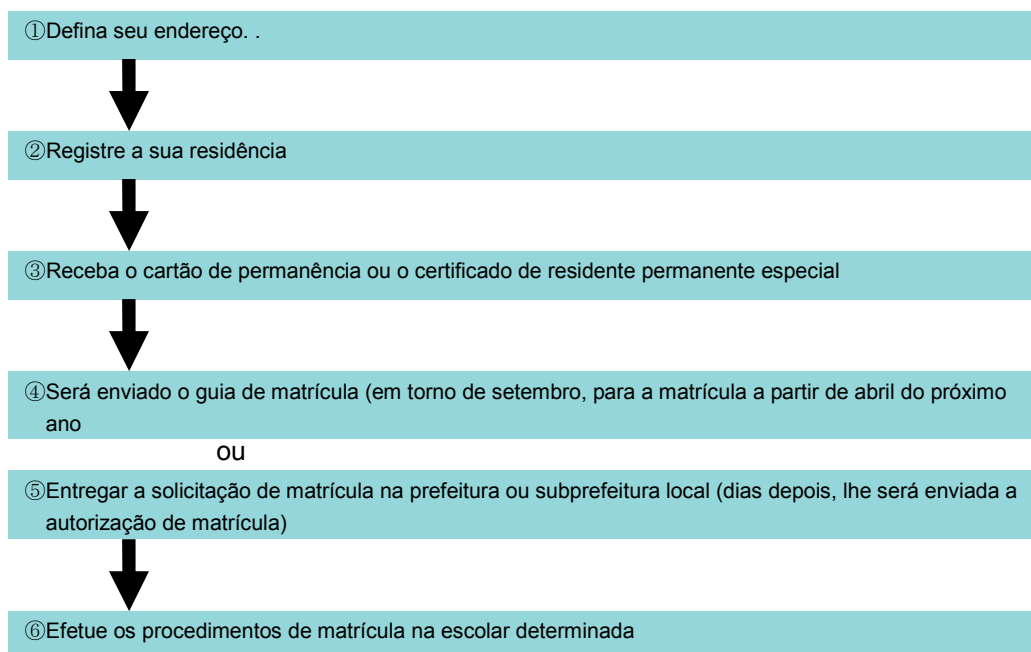 ①Defina seu endereço. .
②Registre a sua residência
③Receba o cartão de permanência ou o certificado de residente permanente especial
④Será enviado o guia de matrícula (em torno de setembro, para a matrícula a partir de abril do próximo
ano
ou
⑤Entregar a solicitação de matrícula na prefeitura ou subprefeitura local (dias depois, lhe será enviada a
autorização de matrícula)
⑥Efetue os procedimentos de matrícula na escolar determinada